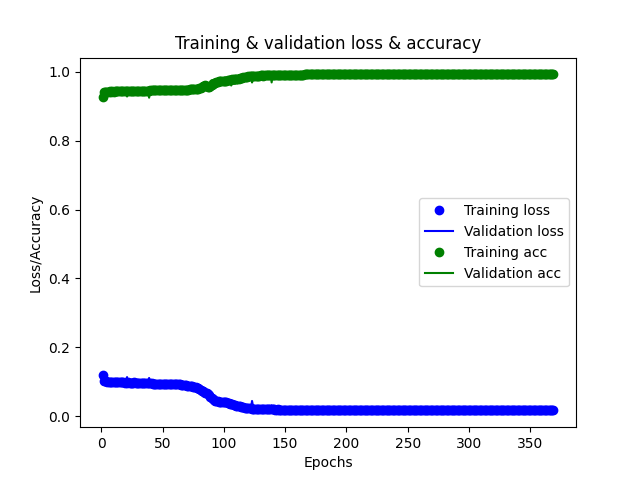 Training & validation loss & accuracy
Loss/Accuracy
1.0
0.8
0.6
0.4
0.2
0.0
Training loss
Validation loss
Training acc
Validation acc
0 50 100 150 200 250 300 350
Epochs